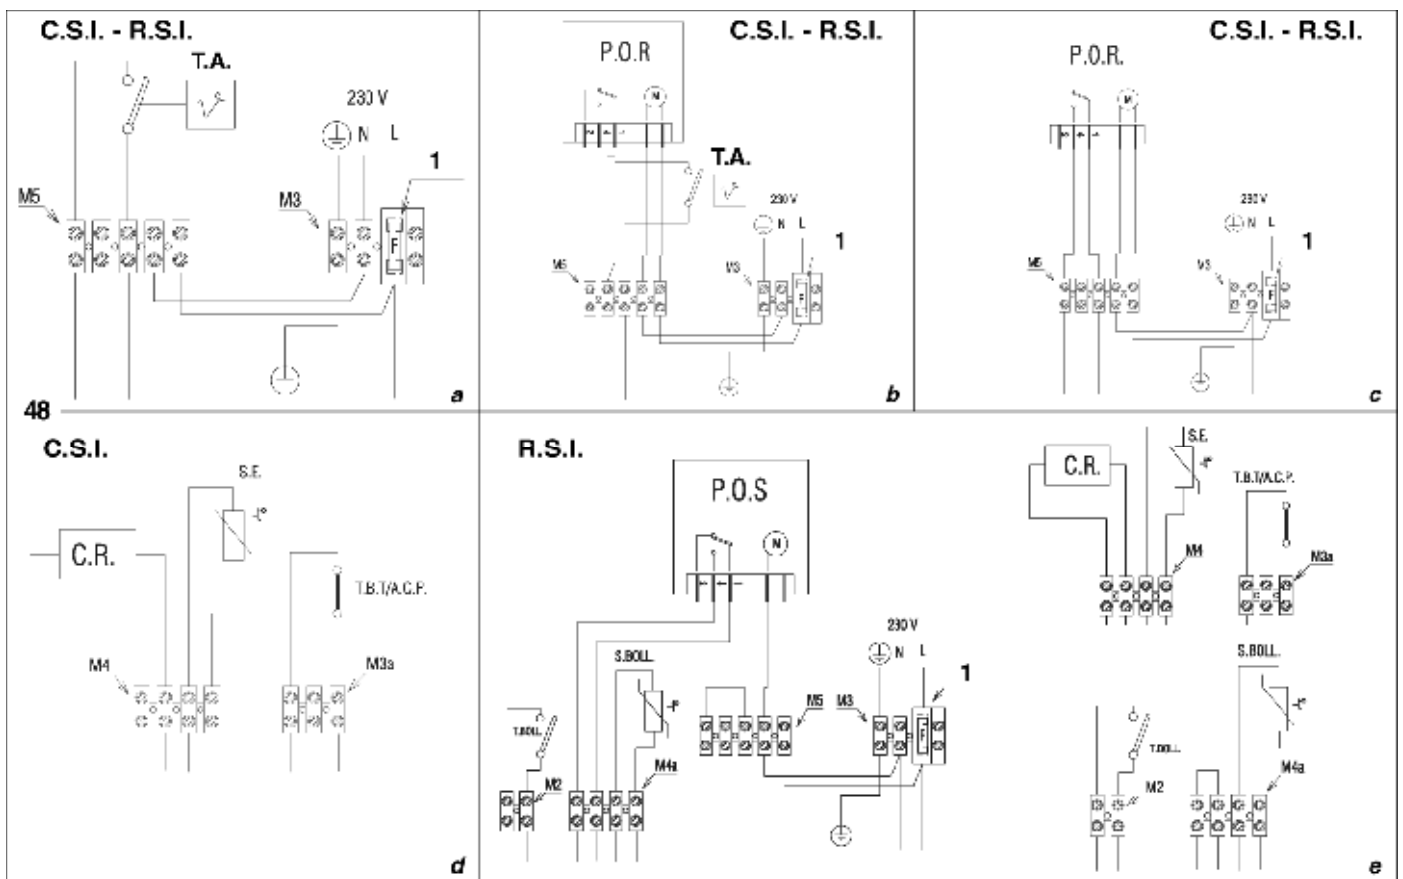 C.S.I. - R.S.I.
T.A.
230 V
N L
1
M5
M3
F
a
C.S.I. - R.S.I.
P.O.R
M
T.A.
230 V
N L
1
M5
M3
F
b
C.S.I. - R.S.I.
P.O.R.
M
230 V
N L
1
M5
M3
F
c
48
C.S.I.
S.E.
C.R.
T.B.T/A.C.P.
M4
M3a
d
R.S.I.
P.O.S
M
230 V
N L
1
S.BOLL.
T.BOLL.
M5
M3
F
M2
M4a
S.E.
C.R.
T.B.T/A.C.P.
M4
M3a
S.BOLL.
T.BOLL.
M2
M4a
e